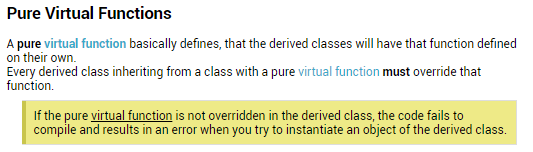 Pure Virtual Functions
A pure virtual function basically defines, that the derived classes will have that function defined
on their own.
Every derived class inheriting from a class with a pure virtual function must override that
function.
If the pure virtual function is not overridden in the derived class, the code fails to
compile and results in an error when you try to instantiate an object of the derived class.